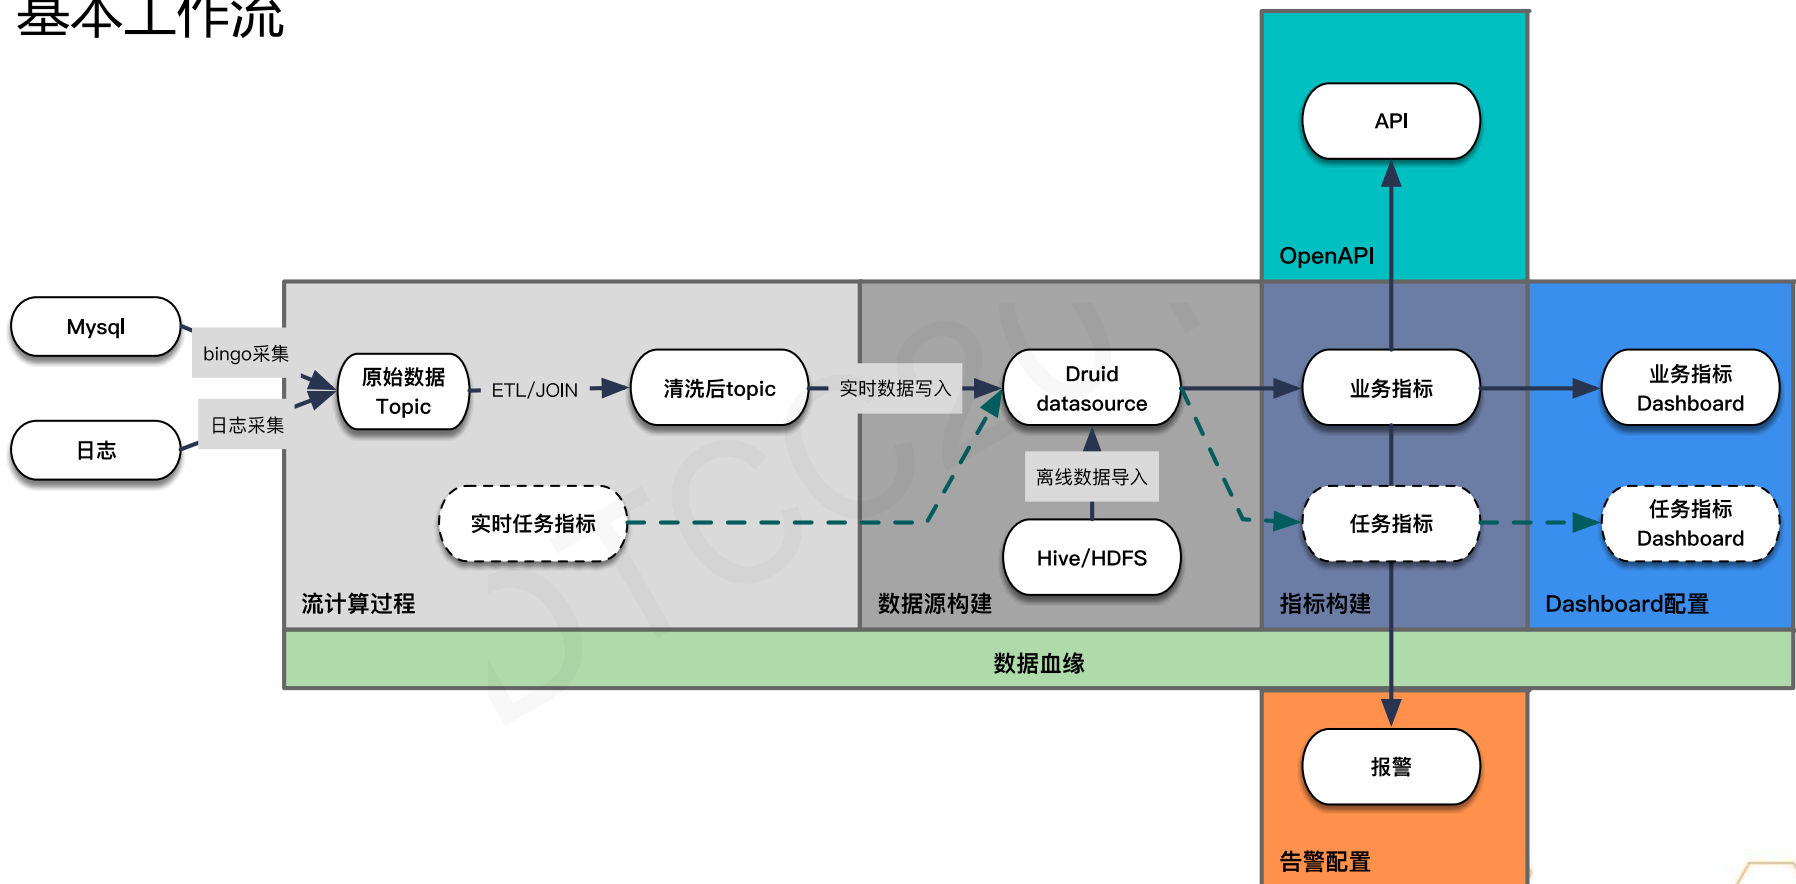 基本工作流
API
OpenAPI
Mysql
bingo采集
日志采集
日志
原始数据
Topic
ETL/JOIN
清洗后topic
实时数据写入
Druid
datasource
业务指标
业务指标
Dashboard
离线数据导入
实时任务指标
Hive/HDFS
任务指标
任务指标
Dashboard
流计算过程
数据源构建
指标构建
Dashboard配置
数据血缘
报警
告警配置